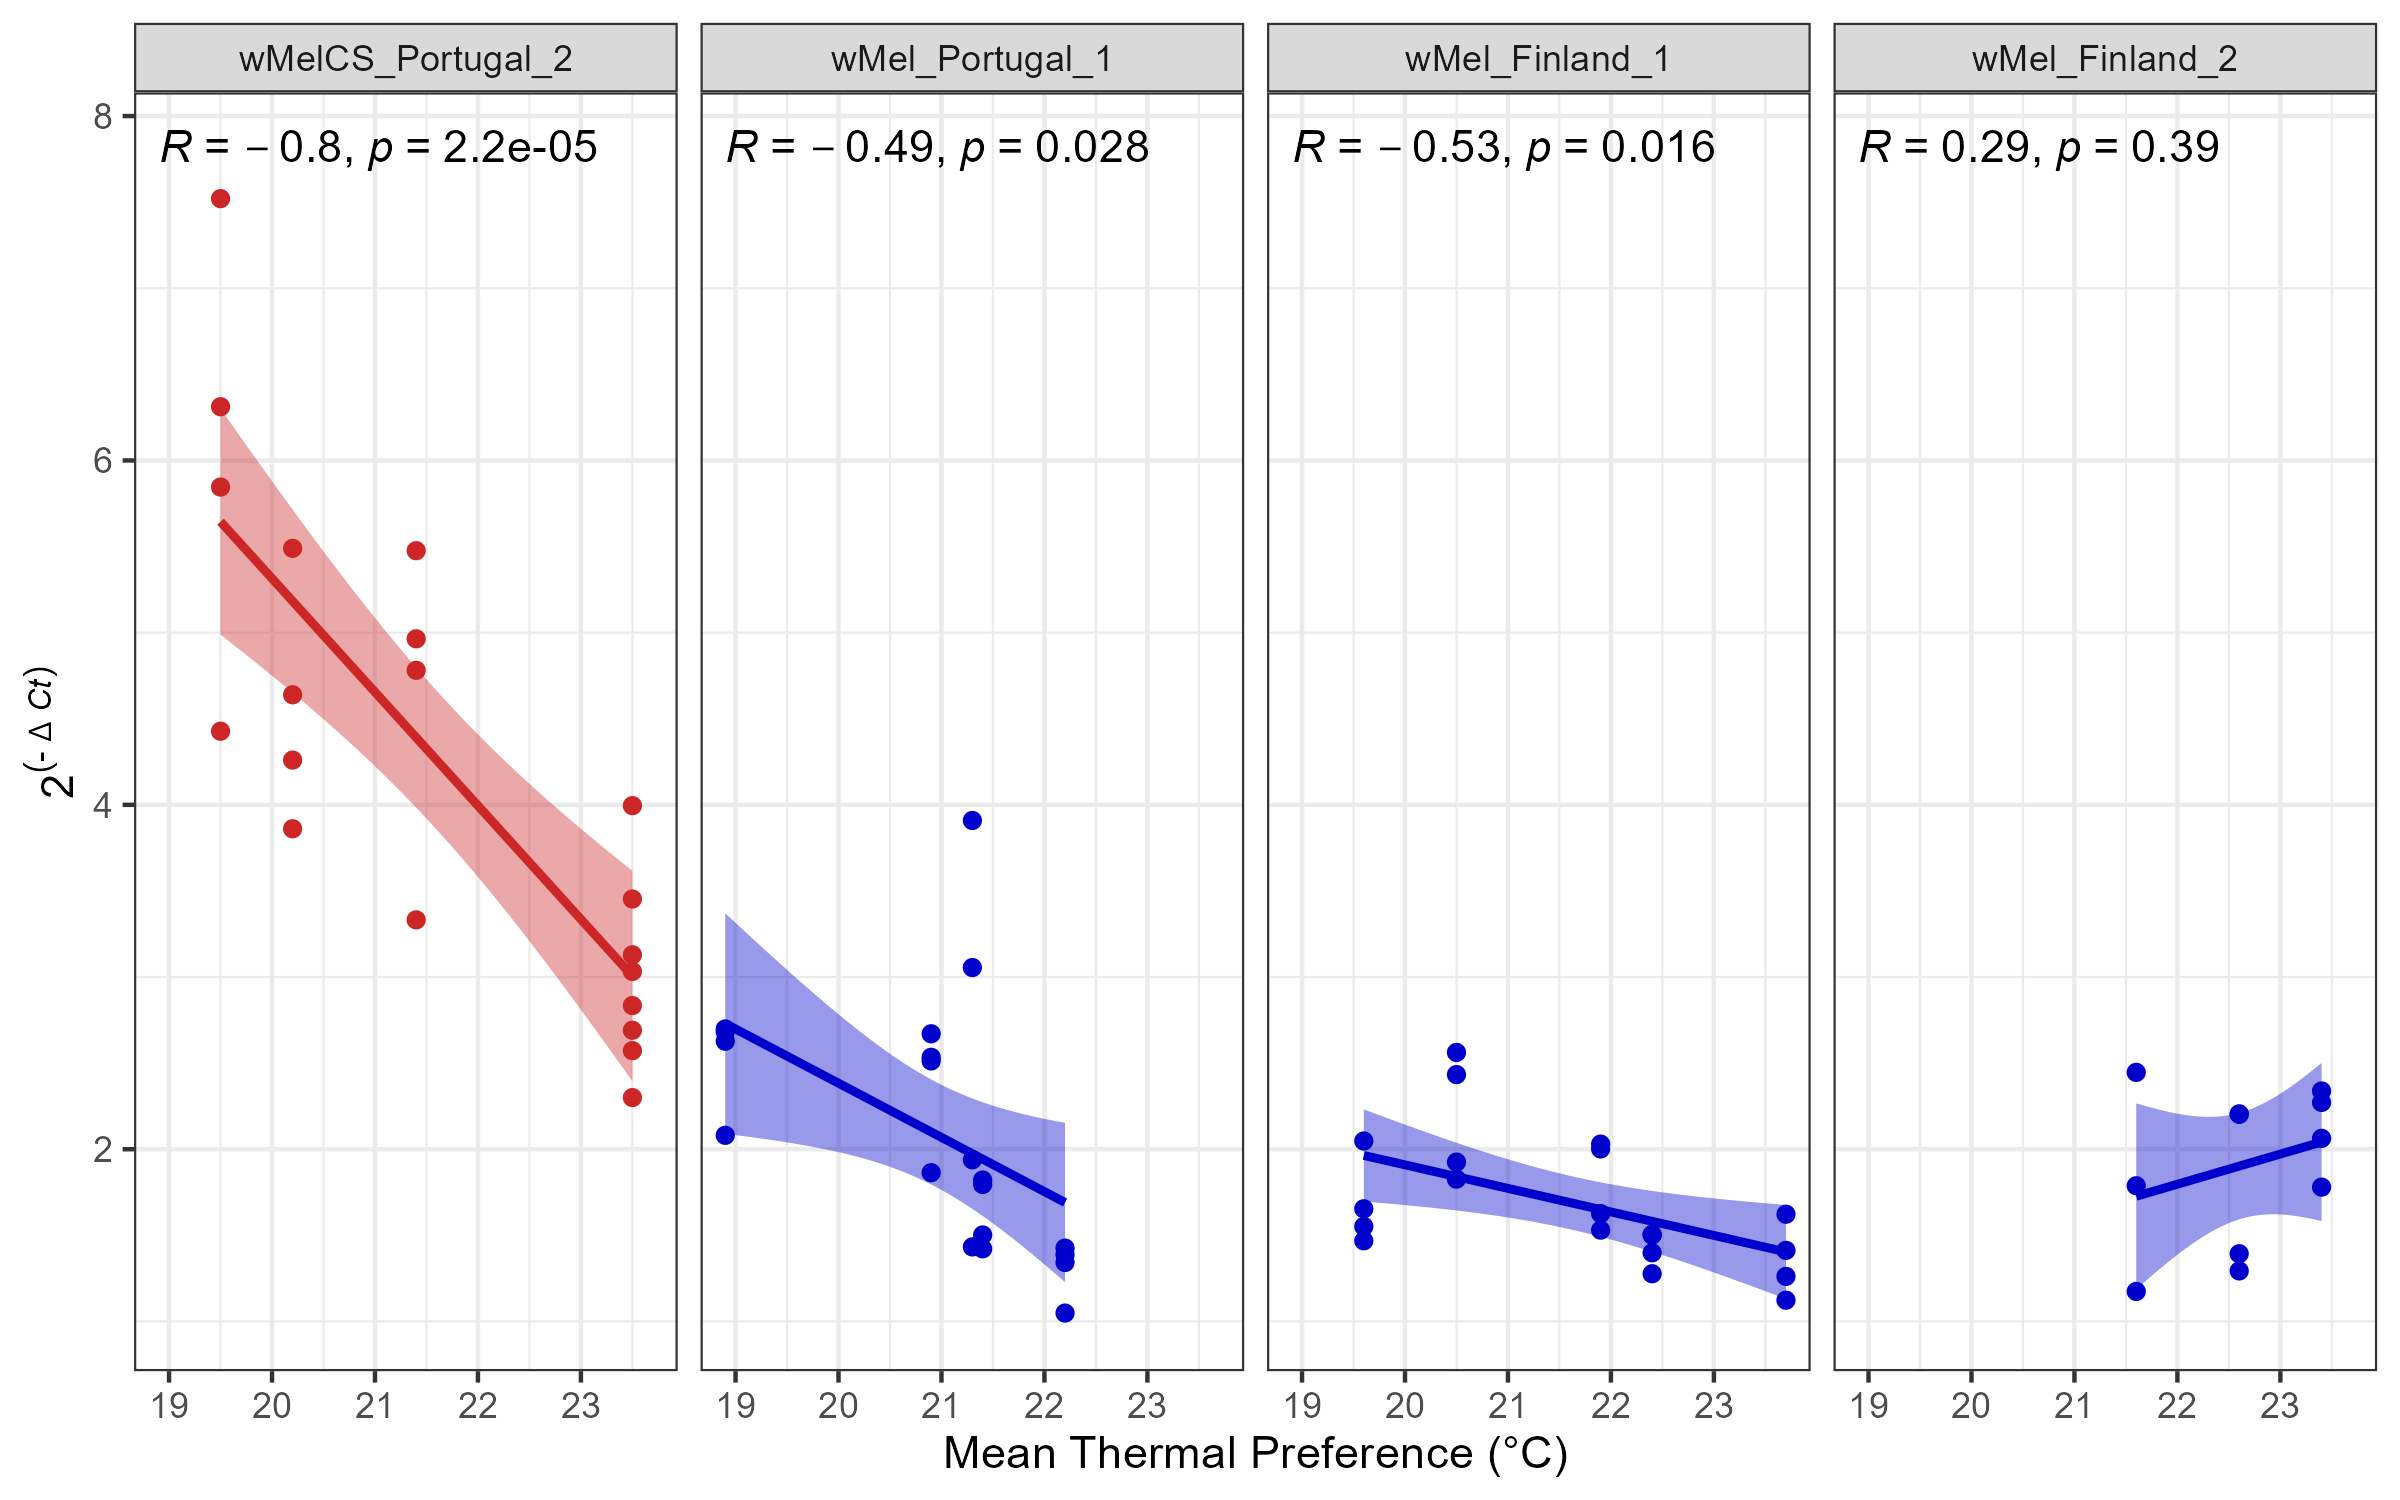 wMelCS_Portugal_2 wMel_Portugal_1 wMel_Finland_1 wMel_Finland_2
R = − 0.8, p = 2.2e-05 R = − 0.49, p = 0.028 R = − 0.53, p = 0.016 R = 0.29, p = 0.39
8
6
4
2
2^(- Δ Ct)
19 20 21 22 23 19 20 21 22 23 19 20 21 22 23 19 20 21 22 23
Mean Thermal Preference (°C)